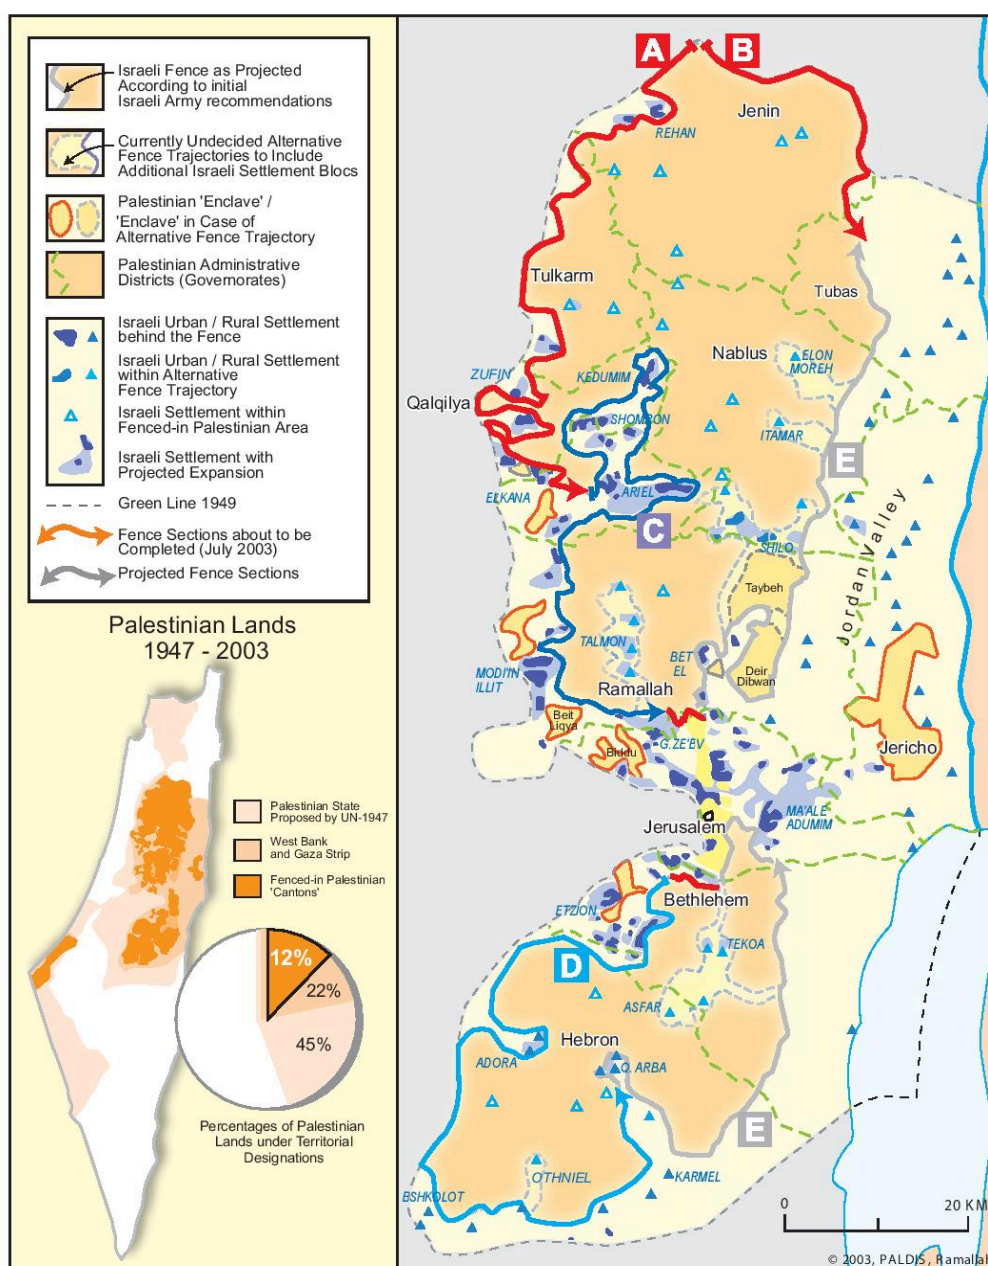 Israeli Fence as Projected
According to initial
Israeli Army recommendations
Currently Undecided Alternative
Fence Trajectories to Include
Additional Israeli Settlement Blocs
Palestinian 'Enclave' /
'Enclave' in Case of
Alternative Fence Trajectory
Palestinian Administrative
Districts (Governorates)
Israeli Urban / Rural Settlement
behind the Fence
Israeli Urban / Rural Settlement
within Alternative
Fence Trajectory
Israeli Settlement within
Fenced-in Palestinian Area
Israeli Settlement with
Projected Expansion
Green Line 1949
Fence Sections about to be
Completed (July 2003)
Projected Fence Sections
Palestinian Lands
1947 - 2003
Palestinian State
Proposed by UN-1947
West Bank
and Gaza Strip
Fenced-in Palestinian
'Cantons'
12%
22%
45%
Percentages of Palestinian
Lands under Territorial
Designations
A
B
Jenin
REHAN
Tulkarm
Tubas
Nablus
ELON
MOREH
ZUFIN
KEDUMIM
Qalqilya
SHOMRON
ITAMAR
E
ELKANA
ARIEL
C
SHILO
Jordan Valley
Taybeh
TALMON
BET
EL
Deir
Dibwan
MODI'IN
ILLIT
Ramallah
Beit
Liqya
Biddu
G.ZE'EV
Jericho
Jerusalem
MA'ALE
ADUMIM
ETZION
Bethlehem
TEKOA
D
ASFAR
Hebron
ADORA
Q. ARBA
E
OTHNIEL
KARMEL
ESHKOLOT
0
20 KM
© 2003, PALDIS, Ramallah